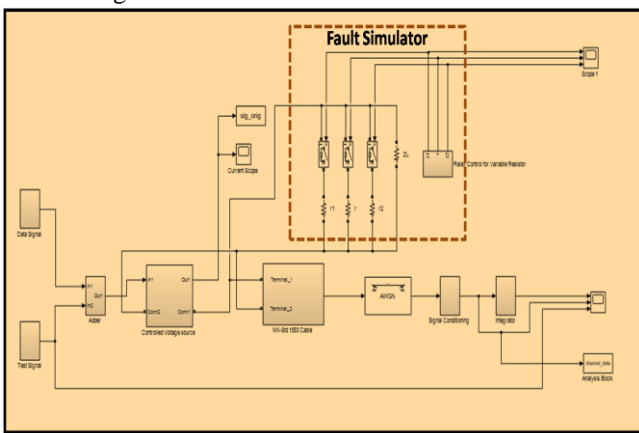 Fault Simulator
Scope 1
sig_orig
Current Scope
Relay Control for Variable Resistor
Zo
r1
r
Data Signal
In1
In2
Out1
Adder
In1
Out1
Conn2
Conn1
Controlled Voltage source
Terminal_1
Terminal_2
Mil-Std 1553 Cable
AWGN
Signal Conditioning
Integrator
Test Signal
channel_data
Analysis Block